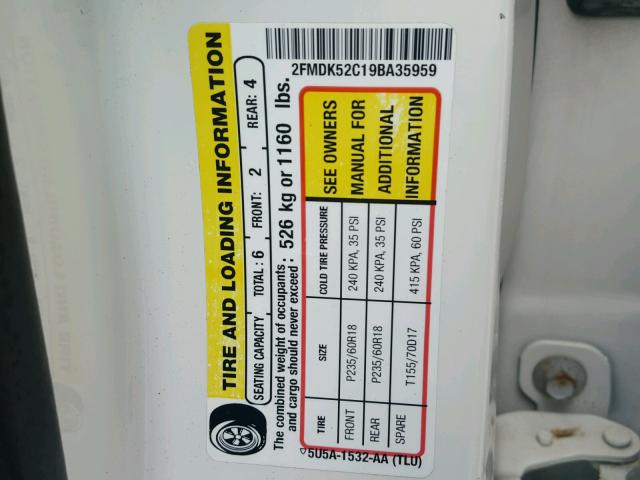 TIRE AND LOADING INFORMATION
SEATING CAPACITY TOTAL: 6 FRONT: 2 REAR: 4
The combined weight of occupants
and cargo should never exceed : 526 kg or 1160 lbs.
TIRE SIZE COLD TIRE PRESSURE
FRONT P235/60R18 240 KPA, 35 PSI
REAR P235/60R18 240 KPA, 35 PSI
SPARE T155/70D17 415 KPA, 60 PSI
SEE OWNERS
MANUAL FOR
ADDITIONAL
INFORMATION
5U5A-1532-AA (TLU)
2FMDK52C19BA35959